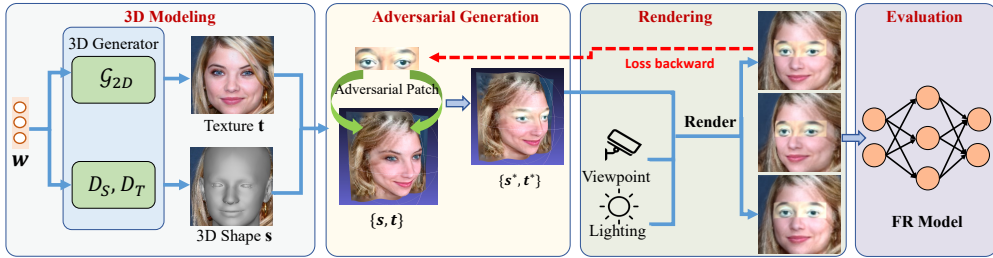 3D Modeling
3D Generator
𝒢2D
w
Texture t
DS, DT
3D Shape s
Adversarial Generation
Adversarial Patch
{s, t}
{s*, t*}
Rendering
Loss backward
Render
Viewpoint
Lighting
Evaluation
FR Model